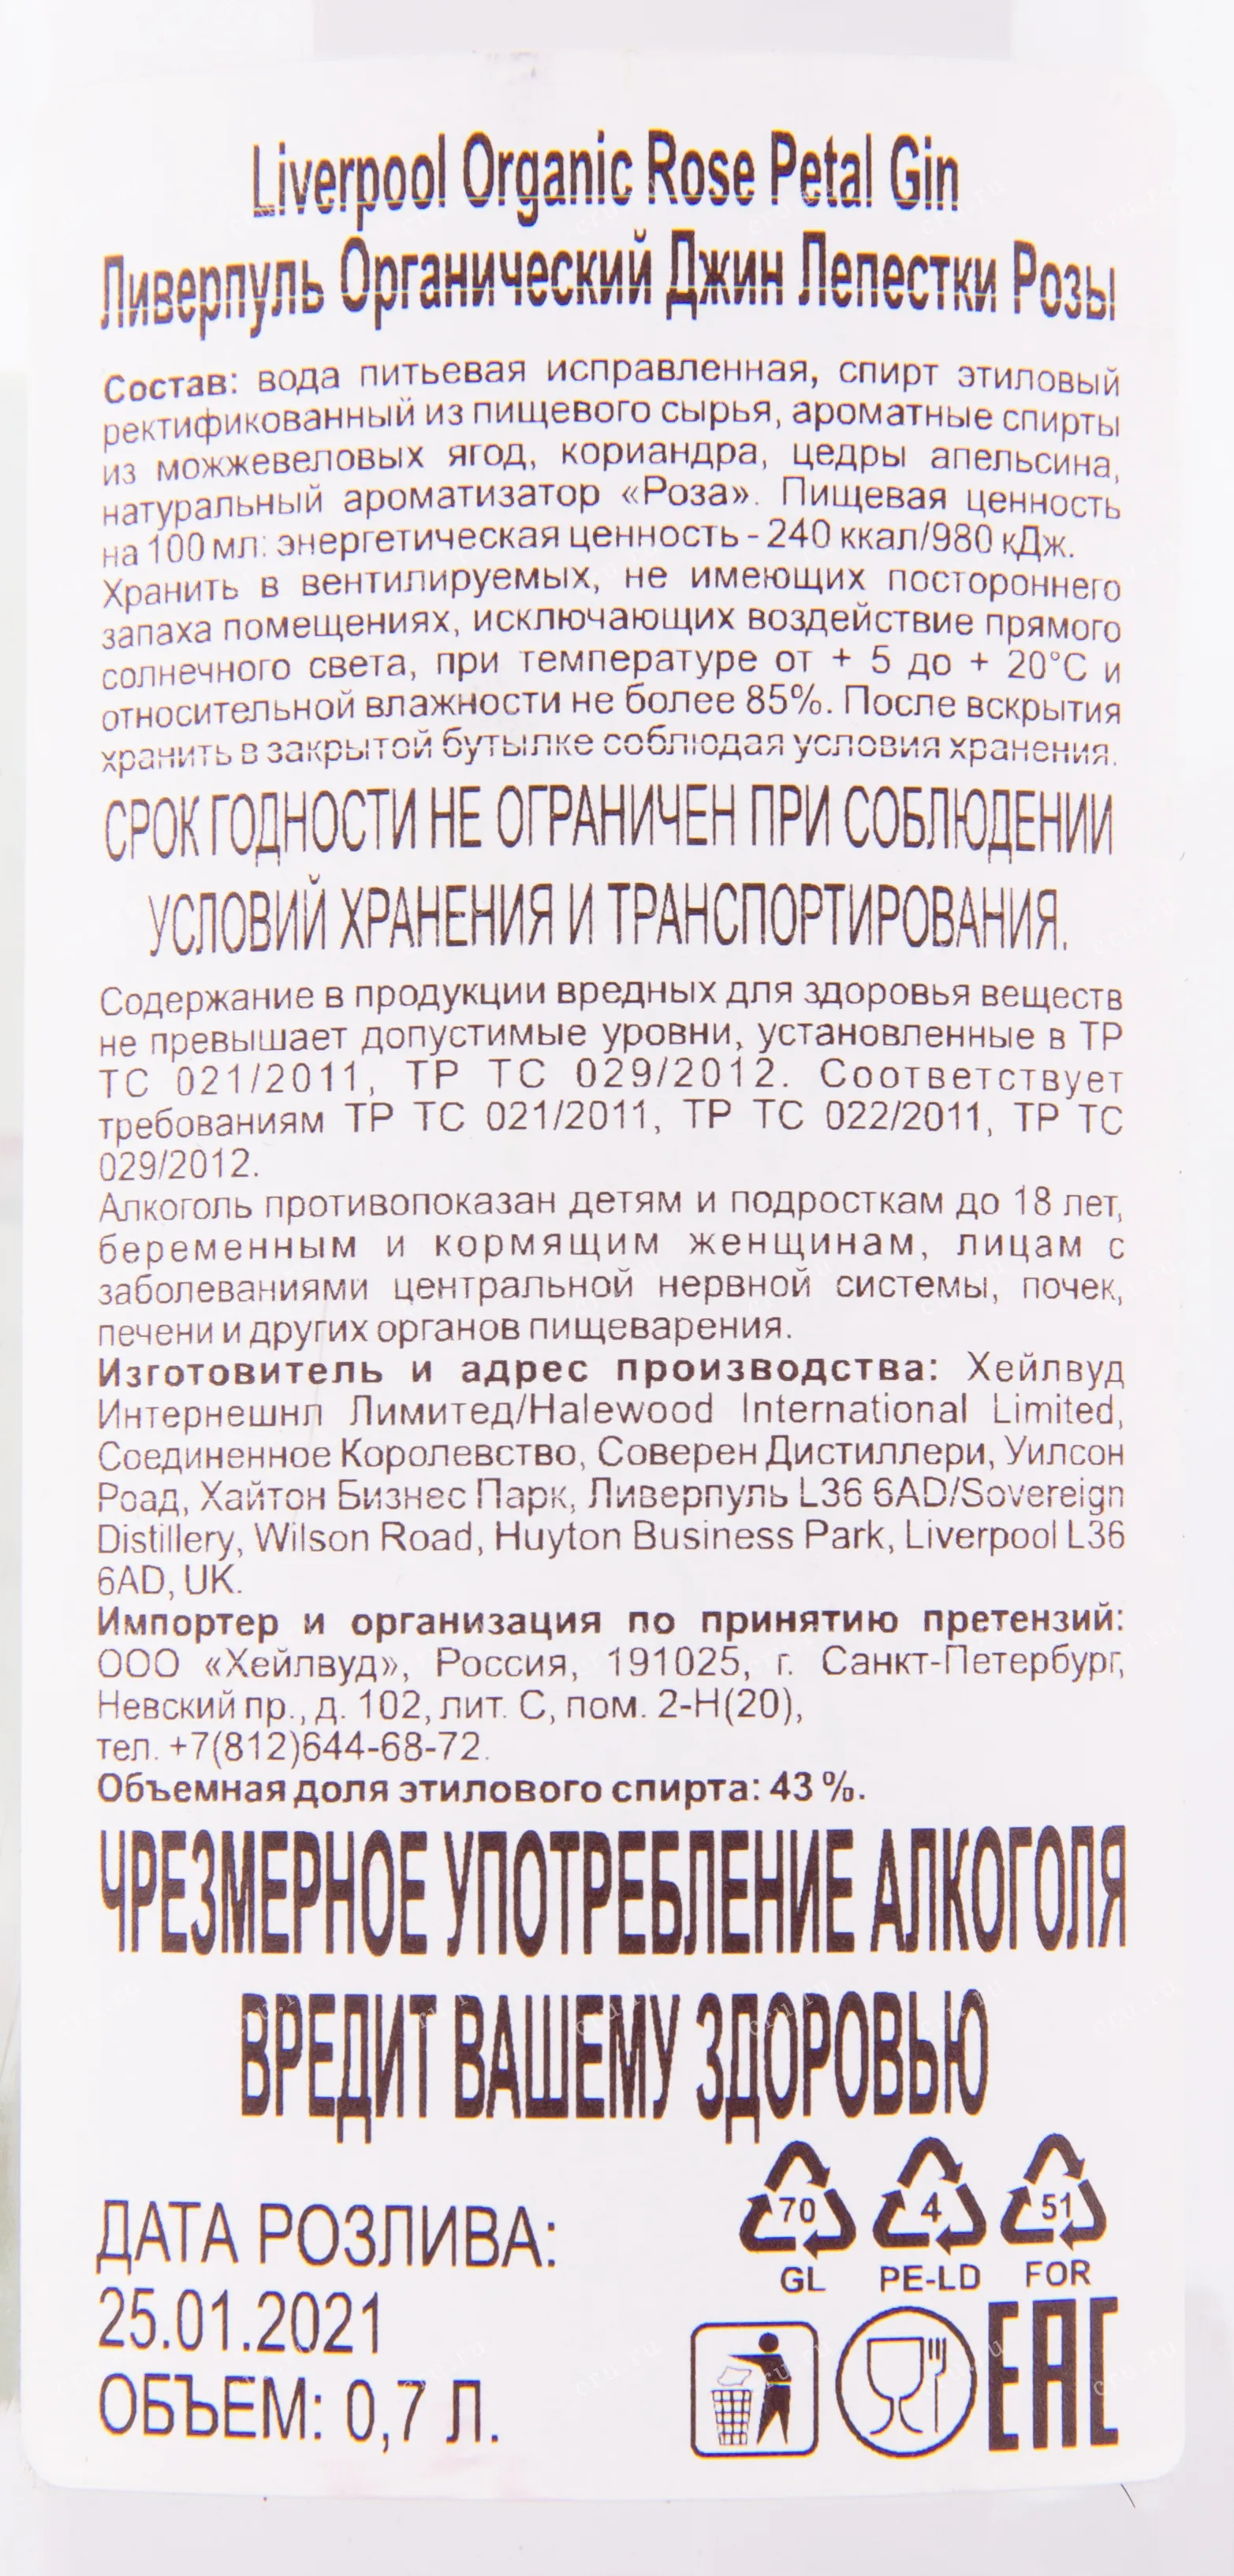 Liverpool Organic Rose Petal Gin
Ливерпуль Органический Джин Лепестки Розы
Состав: вода питьевая исправленная, спирт этиловый
ректификованный из пищевого сырья, ароматные спирты
из можжевеловых ягод, кориандра, цедры апельсина,
натуральный ароматизатор «Роза». Пищевая ценность
на 100 мл: энергетическая ценность - 240 ккал/980 кДж.
Хранить в вентилируемых, не имеющих постороннего
запаха помещениях, исключающих воздействие прямого
солнечного света, при температуре от + 5 до + 20°С и
относительной влажности не более 85%. После вскрытия
хранить в закрытой бутылке соблюдая условия хранения.
СРОК ГОДНОСТИ НЕ ОГРАНИЧЕН ПРИ СОБЛЮДЕНИИ
УСЛОВИЙ ХРАНЕНИЯ И ТРАНСПОРТИРОВАНИЯ.
Содержание в продукции вредных для здоровья веществ
не превышает допустимые уровни, установленные в ТР
ТС 021/2011, ТР ТС 029/2012. Соответствует
требованиям ТР ТС 021/2011, ТР ТС 022/2011, ТР ТС
029/2012.
Алкоголь противопоказан детям и подросткам до 18 лет,
беременным и кормящим женщинам, лицам с
заболеваниями центральной нервной системы, почек,
печени и других органов пищеварения.
Изготовитель и адрес производства: Хейлвуд
Интернешнл Лимитед/Halewood International Limited,
Соединенное Королевство, Соверен Дистиллери, Уилсон
Роад, Хайтон Бизнес Парк, Ливерпуль L36 6AD/Sovereign
Distillery, Wilson Road, Huyton Business Park, Liverpool L36
6AD, UK.
Импортер и организация по принятию претензий:
ООО «Хейлвуд», Россия, 191025, г. Санкт-Петербург,
Невский пр., д. 102, лит. С, пом. 2-Н(20),
тел. +7(812)644-68-72.
Объемная доля этилового спирта: 43 %.
ЧРЕЗМЕРНОЕ УПОТРЕБЛЕНИЕ АЛКОГОЛЯ
ВРЕДИТ ВАШЕМУ ЗДОРОВЬЮ
70 4 51
GL PE-LD FOR
ДАТА РОЗЛИВА:
25.01.2021
ОБЪЕМ: 0,7 Л.
EAC